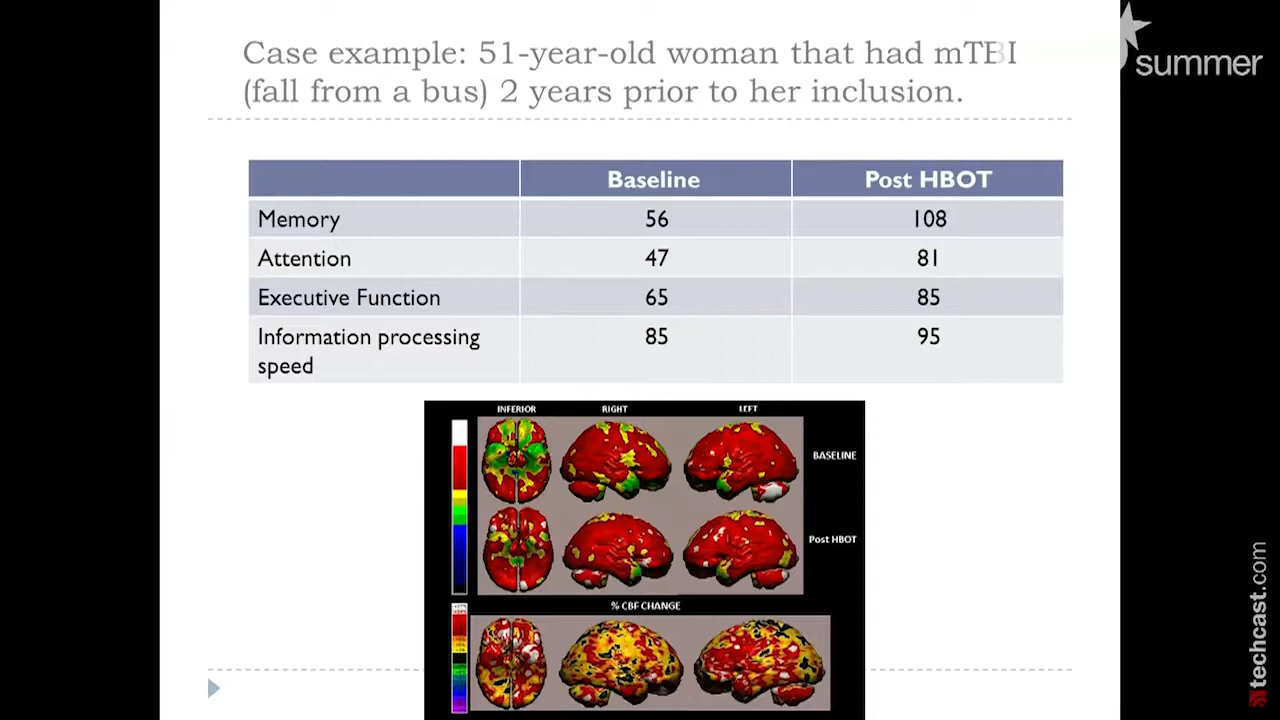 Case example: 51-year-old woman that had mTBI
(fall from a bus) 2 years prior to her inclusion.
summer
Baseline Post HBOT
Memory 56 108
Attention 47 81
Executive Function 65 85
Information processing 85 95
speed
INFERIOR RIGHT LEFT
BASELINE
Post HBOT
% CBF CHANGE
techcast.com